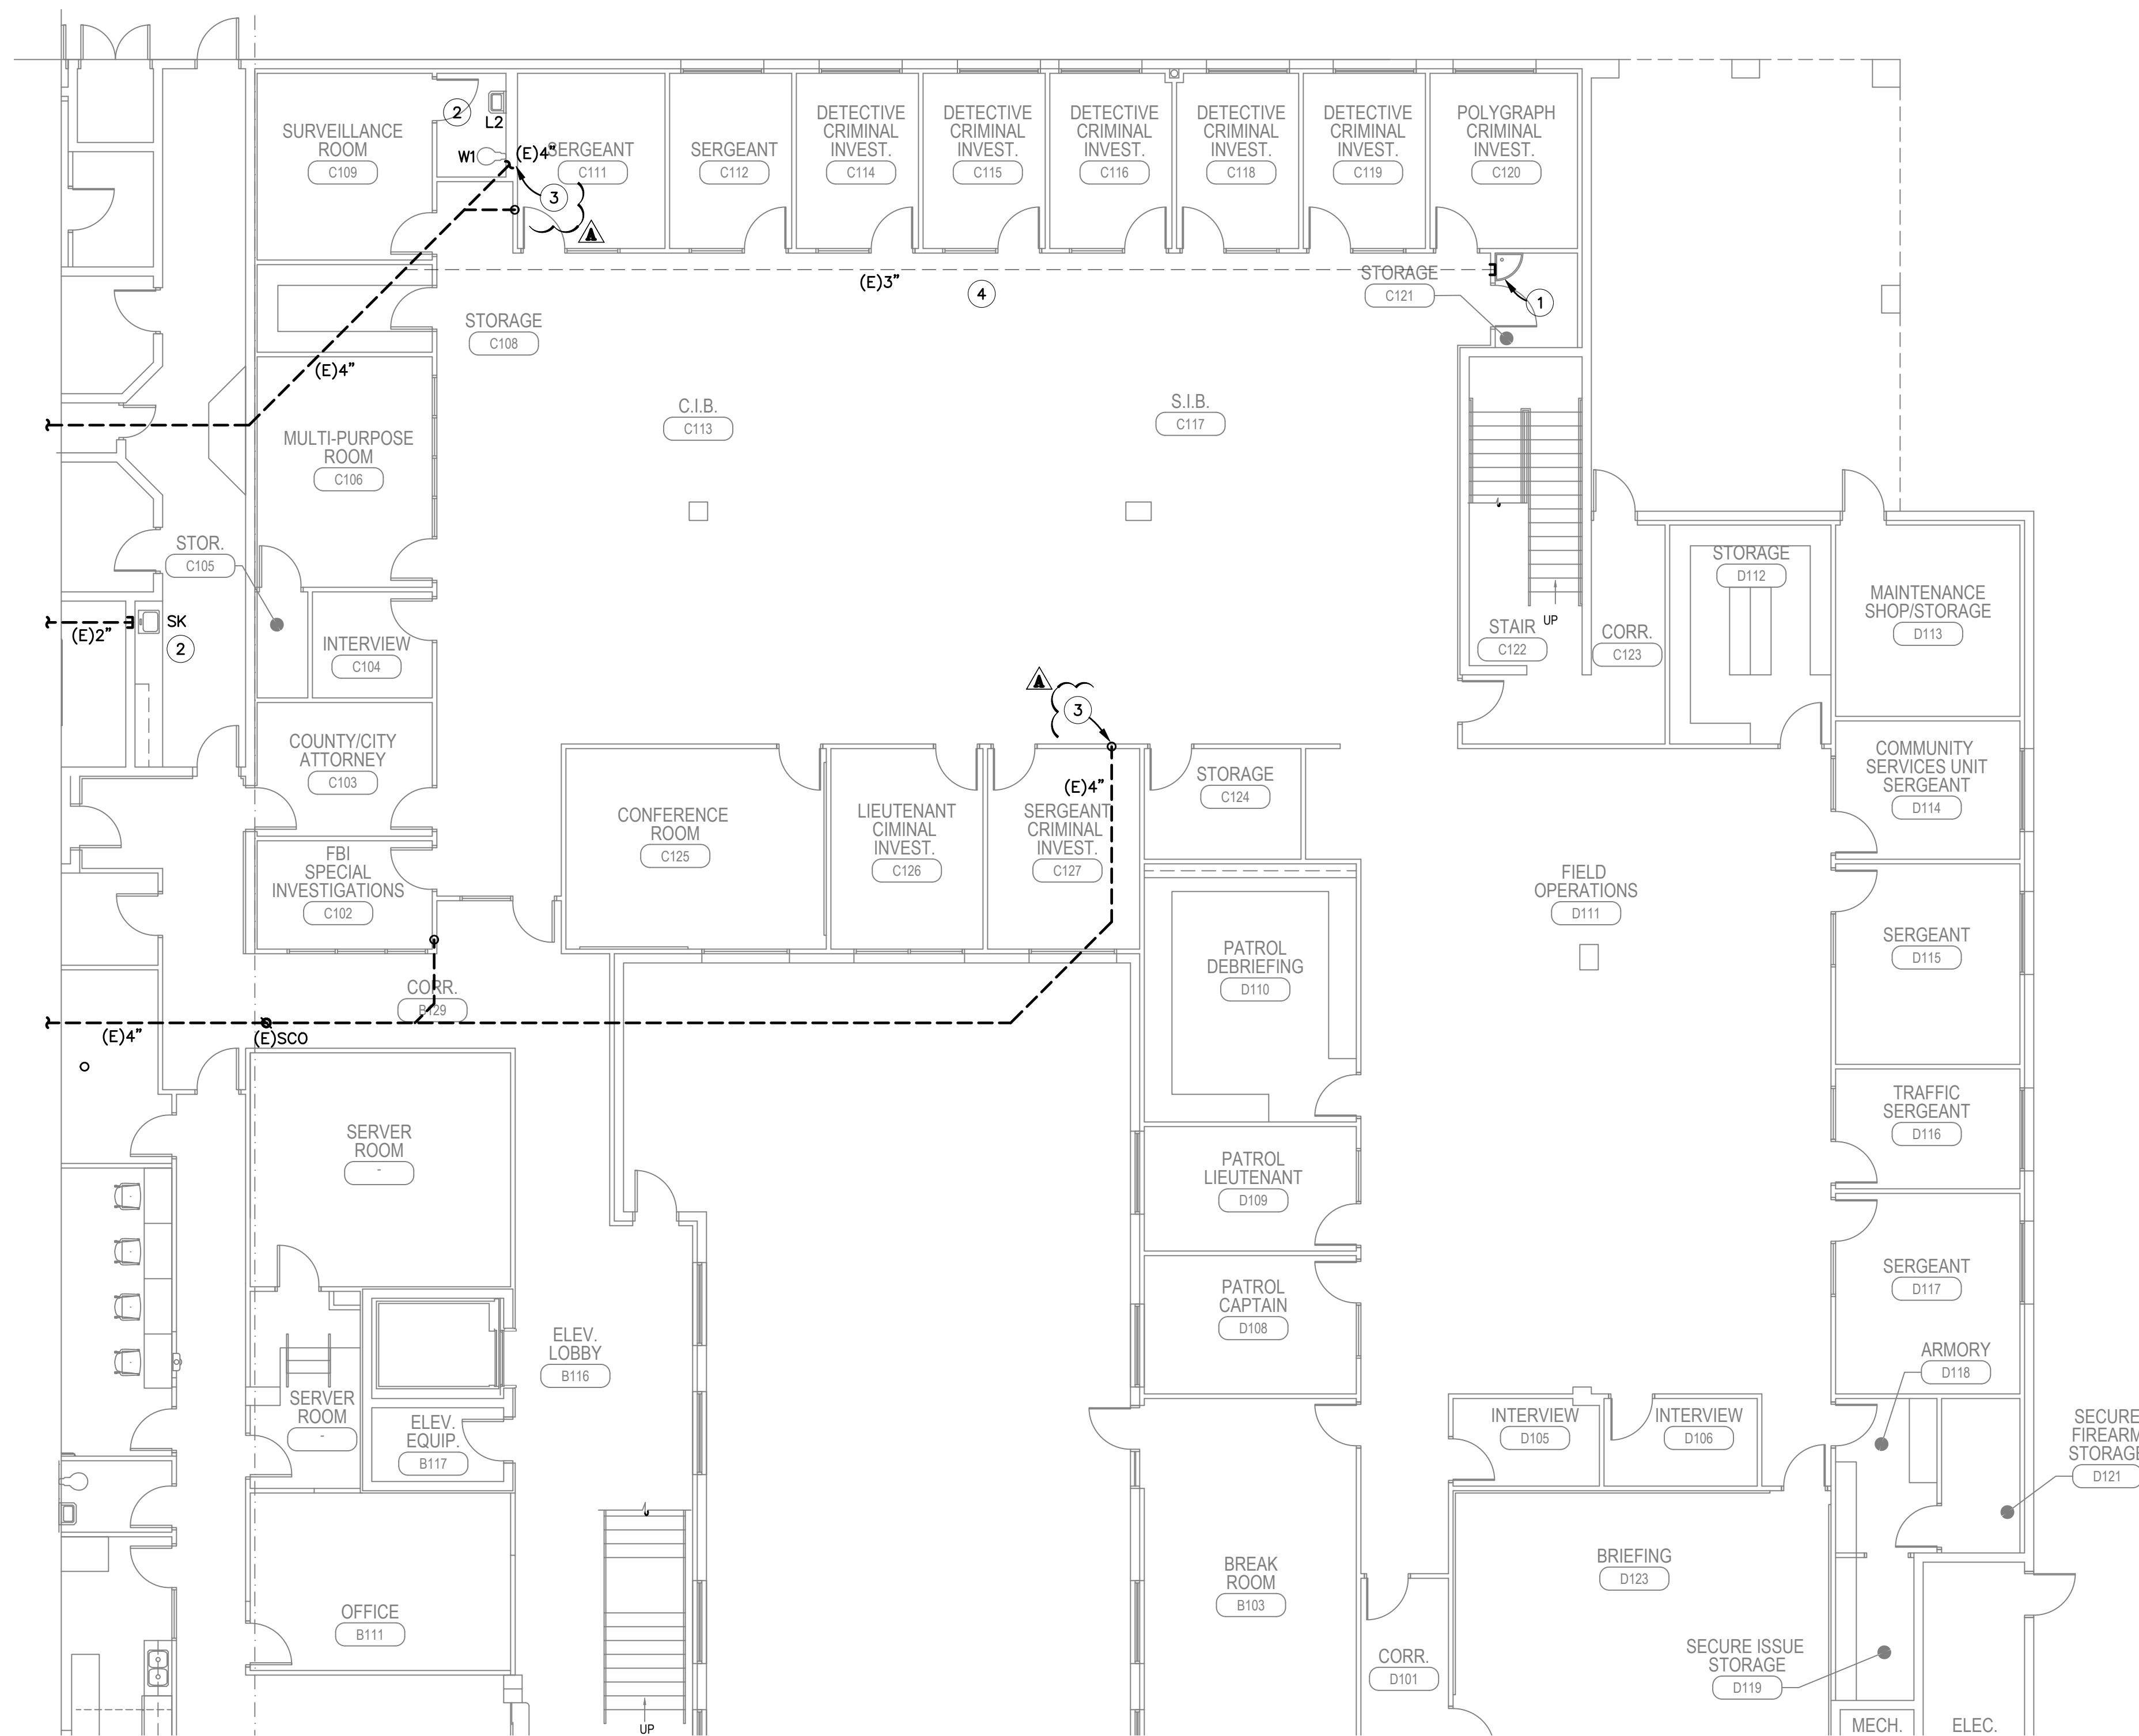 SURVEILLANCE
ROOM
C109
2
L2
W1
(E)4"
SERGEANT
C111
3
A
SERGEANT
C112
DETECTIVE
CRIMINAL
INVEST.
C114
DETECTIVE
CRIMINAL
INVEST.
C115
DETECTIVE
CRIMINAL
INVEST.
C116
DETECTIVE
CRIMINAL
INVEST.
C118
DETECTIVE
CRIMINAL
INVEST.
C119
POLYGRAPH
CRIMINAL
INVEST.
C120
(E)3"
4
STORAGE
C121
1
STORAGE
C108
(E)4"
C.I.B.
C113
S.I.B.
C117
MULTI-PURPOSE
ROOM
C106
STOR.
C105
(E)2"
SK
2
INTERVIEW
C104
STAIR
C122
UP
CORR.
C123
STORAGE
D112
MAINTENANCE
SHOP/STORAGE
D113
COUNTY/CITY
ATTORNEY
C103
A
3
(E)4"
CONFERENCE
ROOM
C125
LIEUTENANT
CIMINAL
INVEST.
C126
SERGEANT
CRIMINAL
INVEST.
C127
STORAGE
C124
COMMUNITY
SERVICES UNIT
SERGEANT
D114
FBI
SPECIAL
INVESTIGATIONS
C102
FIELD
OPERATIONS
D111
SERGEANT
D115
PATROL
DEBRIEFING
D110
CORR.
B129
(E)4"
(E)SCO
SERVER
ROOM
-
TRAFFIC
SERGEANT
D116
PATROL
LIEUTENANT
D109
SERGEANT
D117
PATROL
CAPTAIN
D108
ELEV.
LOBBY
B116
ARMORY
D118
SERVER
ROOM
-
ELEV.
EQUIP.
B117
INTERVIEW
D105
INTERVIEW
D106
SECURE
FIREARM
STORAGE
D121
BREAK
ROOM
B103
BRIEFING
D123
OFFICE
B111
CORR.
D101
SECURE ISSUE
STORAGE
D119
UP
MECH.
ELEC.